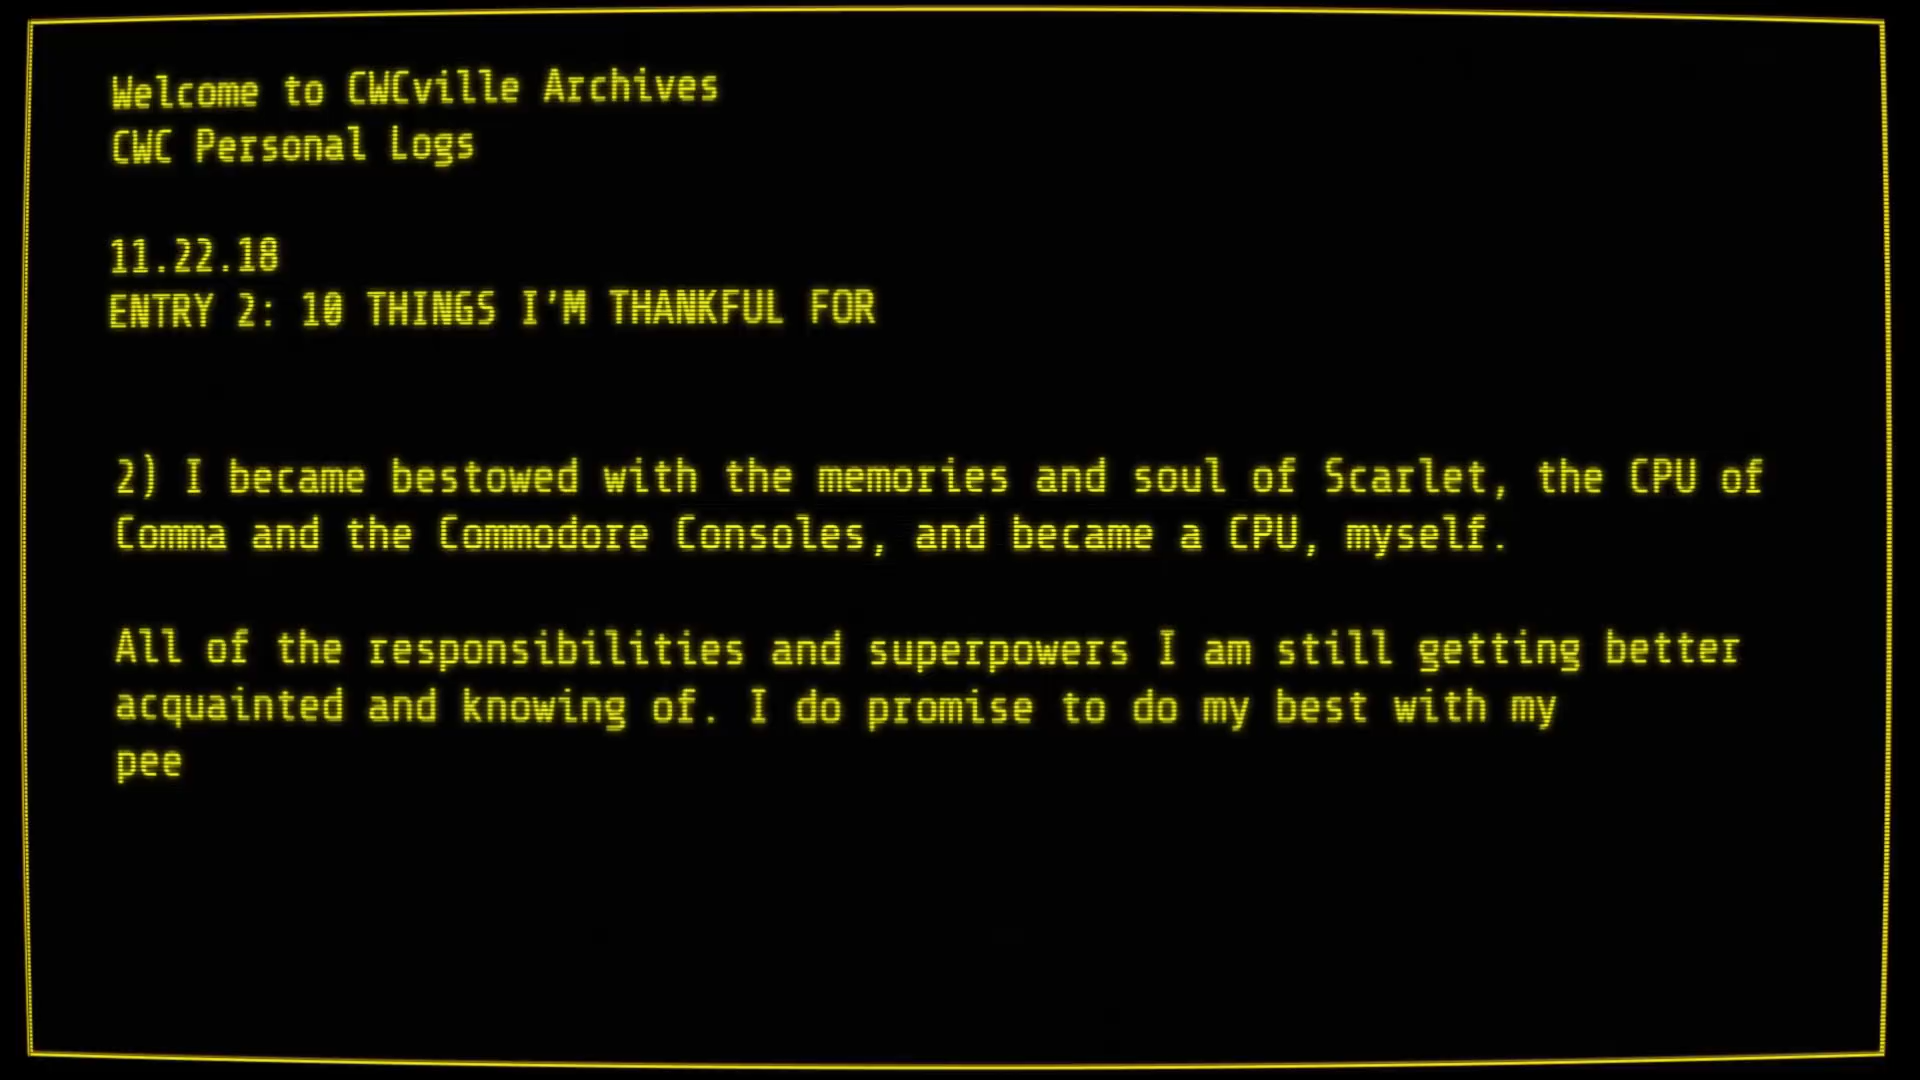 Welcome to CWCville Archives
CWC Personal Logs
11.22.18
ENTRY 2: 10 THINGS I'M THANKFUL FOR
2) I became bestowed with the memories and soul of Scarlet, the CPU of
Comma and the Commodore Consoles, and became a CPU, myself.
All of the responsibilities and superpowers I am still getting better
acquainted and knowing of. I do promise to do my best with my
pee